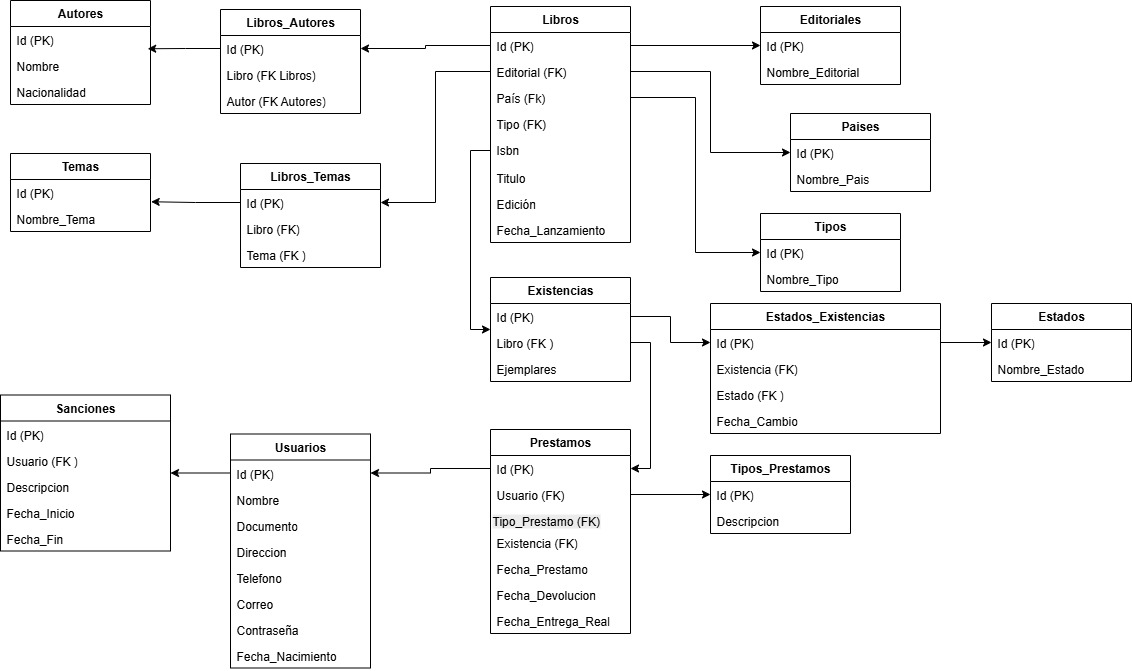 Autores
Id (PK)
Nombre
Nacionalidad
Libros_Autores
Id (PK)
Libro (FK Libros)
Autor (FK Autores)
Libros
Id (PK)
Editorial (FK)
País (Fk)
Tipo (FK)
Isbn
Titulo
Edición
Fecha_Lanzamiento
Editoriales
Id (PK)
Nombre_Editorial
Paises
Id (PK)
Nombre_Pais
Temas
Id (PK)
Nombre_Tema
Libros_Temas
Id (PK)
Libro (FK)
Tema (FK )
Tipos
Id (PK)
Nombre_Tipo
Existencias
Id (PK)
Libro (FK )
Ejemplares
Estados_Existencias
Id (PK)
Existencia (FK)
Estado (FK )
Fecha_Cambio
Estados
Id (PK)
Nombre_Estado
Sanciones
Id (PK)
Usuario (FK )
Descripcion
Fecha_Inicio
Fecha_Fin
Usuarios
Id (PK)
Nombre
Documento
Direccion
Telefono
Correo
Contraseña
Fecha_Nacimiento
Prestamos
Id (PK)
Usuario (FK)
Tipo_Prestamo (FK)
Existencia (FK)
Fecha_Prestamo
Fecha_Devolucion
Fecha_Entrega_Real
Tipos_Prestamos
Id (PK)
Descripcion